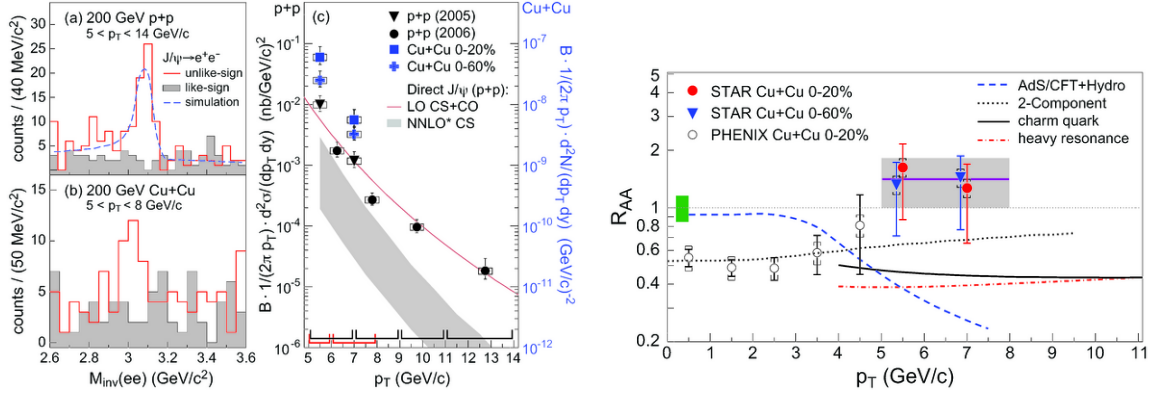 (a) 200 GeV p+p
5 < pT < 14 GeV/c
J/ψ→e⁺e⁻
unlike-sign
like-sign
simulation
counts / (40 MeV/c²)
30
25
20
15
10
5
0
(b) 200 GeV Cu+Cu
5 < pT < 8 GeV/c
counts / (50 MeV/c²)
15
10
5
0
2.6 2.8 3 3.2 3.4 3.6
Minv(ee) (GeV/c²)
p+p
(c)
Cu+Cu
p+p (2005)
p+p (2006)
Cu+Cu 0-20%
Cu+Cu 0-60%
Direct J/ψ (p+p):
LO CS+CO
NNLO* CS
B · 1/(2π pT) · d²σ/(dpT dy) (nb/GeV/c)²
10⁻¹
10⁻²
10⁻³
10⁻⁴
10⁻⁵
10⁻⁶
10⁻⁷
10⁻⁸
10⁻⁹
10⁻¹⁰
10⁻¹¹
10⁻¹²
B · 1/(2π pT) · d²N/(dpT dy) (GeV/c)⁻²
5 6 7 8 9 10 11 12 13 14
pT (GeV/c)
STAR Cu+Cu 0-20%
STAR Cu+Cu 0-60%
PHENIX Cu+Cu 0-20%
AdS/CFT+Hydro
2-Component
charm quark
heavy resonance
RAA
5
4
3
2
1
0.6
0.4
0.2
0 1 2 3 4 5 6 7 8 9 10 11
pT (GeV/c)